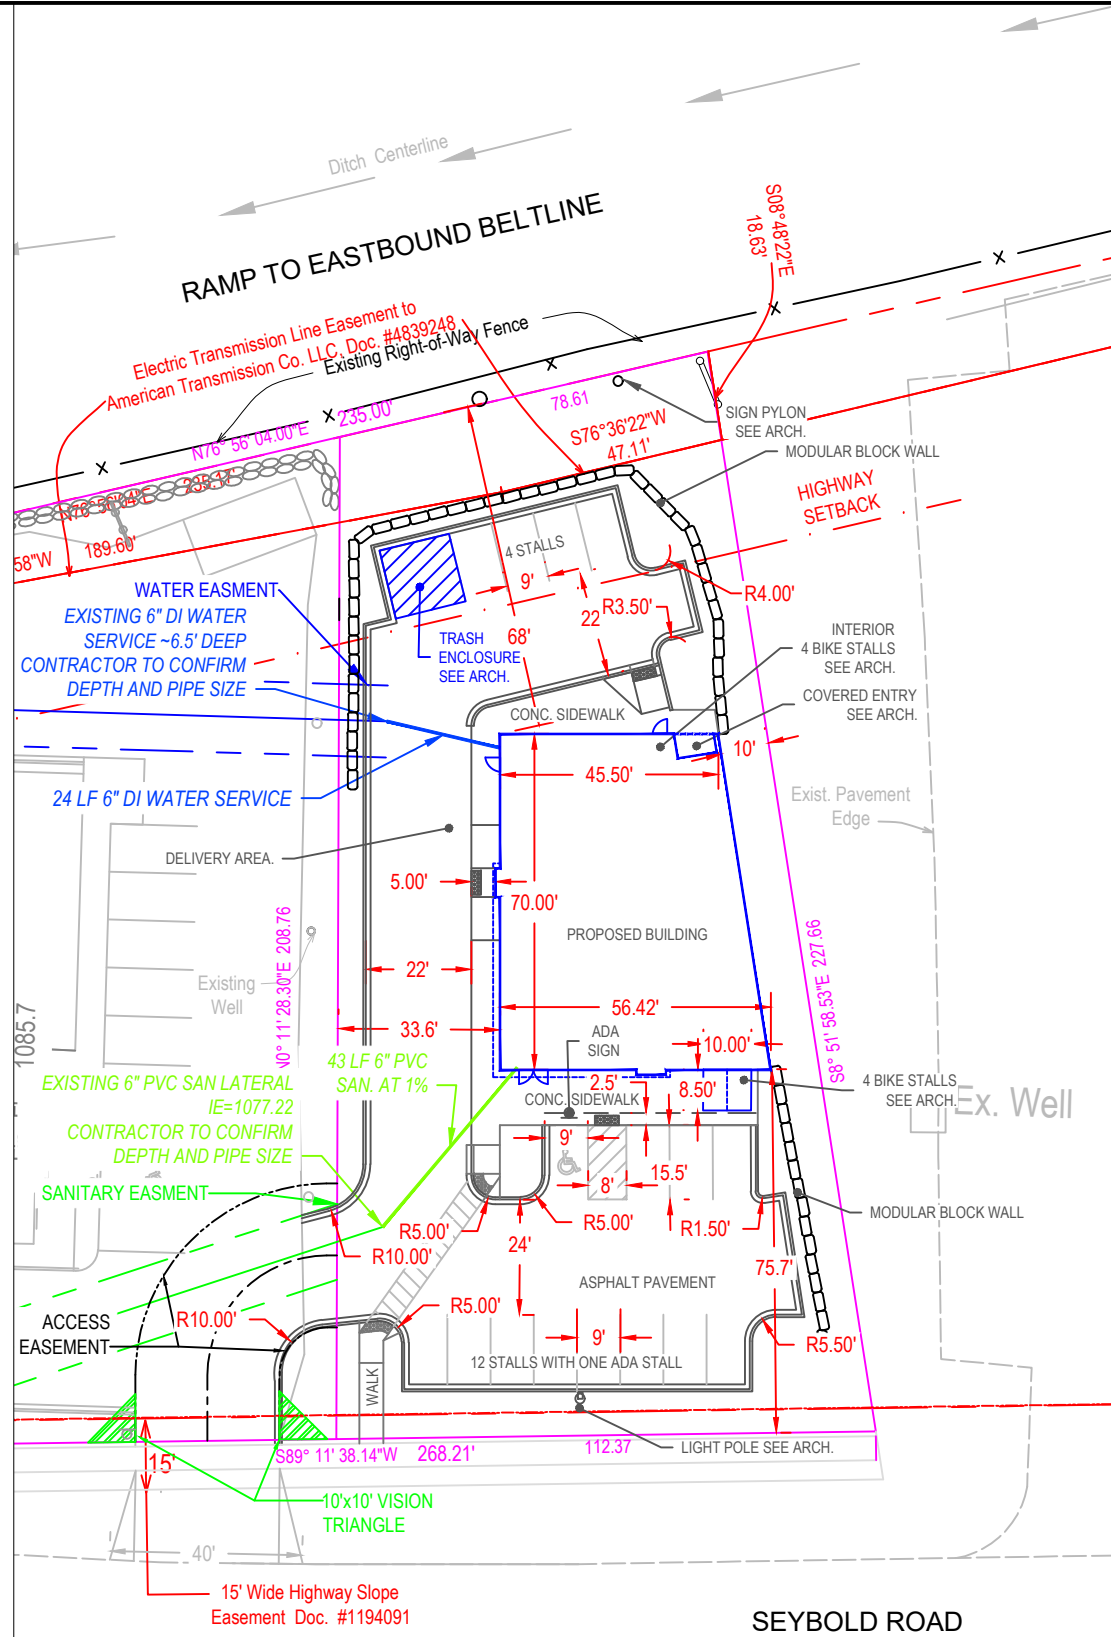 Ditch Centerline
RAMP TO EASTBOUND BELTLINE
S08°48'22"E
18.63'
Electric Transmission Line Easement to
American Transmission Co. LLC, Doc. #4839248
Existing Right-of-Way Fence
N76° 56' 04.00"E
235.00'
78.61
S76°36'22"W
47.11'
SIGN PYLON
SEE ARCH.
MODULAR BLOCK WALL
HIGHWAY
SETBACK
235.17'
58"W
189.60'
4 STALLS
9'
22'
68'
R3.50'
R4.00'
WATER EASMENT
EXISTING 6" DI WATER
SERVICE ~6.5' DEEP
CONTRACTOR TO CONFIRM
DEPTH AND PIPE SIZE
TRASH
ENCLOSURE
SEE ARCH.
INTERIOR
4 BIKE STALLS
SEE ARCH.
COVERED ENTRY
SEE ARCH.
CONC. SIDEWALK
10'
45.50'
24 LF 6" DI WATER SERVICE
Exist. Pavement
Edge
DELIVERY AREA.
5.00'
70.00'
PROPOSED BUILDING
N0° 11' 28.30"E 208.76
S8° 51' 58.53"E 227.66
Existing
Well
22'
33.6'
56.42'
1085.7
ADA
SIGN
10.00'
43 LF 6" PVC
SAN. AT 1%
2.5'
8.50'
CONC. SIDEWALK
4 BIKE STALLS
SEE ARCH.
Ex. Well
EXISTING 6" PVC SAN LATERAL
IE=1077.22
CONTRACTOR TO CONFIRM
DEPTH AND PIPE SIZE
9'
15.5'
8'
SANITARY EASMENT
R5.00'
R5.00'
R1.50'
MODULAR BLOCK WALL
R10.00'
24'
75.7'
ASPHALT PAVEMENT
ACCESS
EASEMENT
R10.00'
R5.00'
9'
R5.50'
12 STALLS WITH ONE ADA STALL
WALK
S89° 11' 38.14"W
268.21'
112.37
LIGHT POLE SEE ARCH.
15'
10'x10' VISION
TRIANGLE
40'
15' Wide Highway Slope
Easement Doc. #1194091
SEYBOLD ROAD